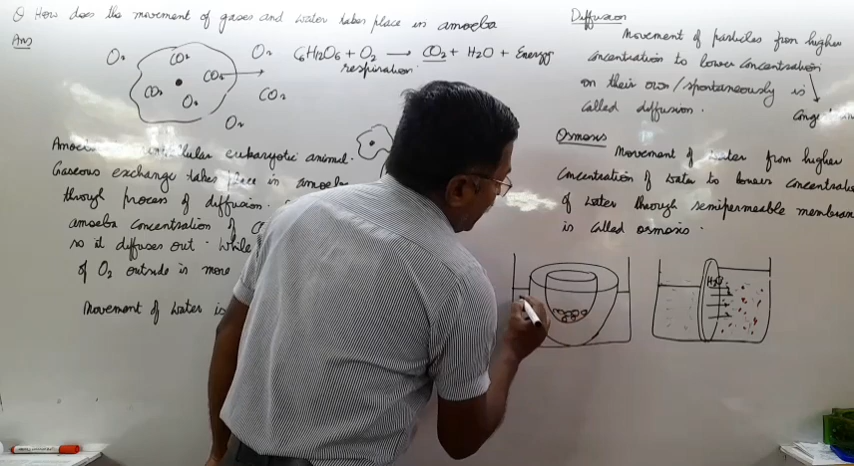 Q How does the movement of gases and water takes place in amoeba
Ans
O₂
CO₂
O₂
CO₂
CO₂
O₂
CO₂
O₂
C6H12O6 + O2 → CO2 + H2O + Energy
respiration
Amoe cellular eukaryotic animal.
Gaseous exchange takes place in amoeba
through process of diffusion.
amoeba concentration of
so it diffuses out. While
of O2 outside is more
Movement of water is
Diffusion
Movement of particles from higher
concentration to lower concentration
on their own/spontaneously is
called diffusion.
Osmosis
Movement of water from higher
concentration of water to lower concentratio
of water through semipermeable membran
is called osmosis.
H2O